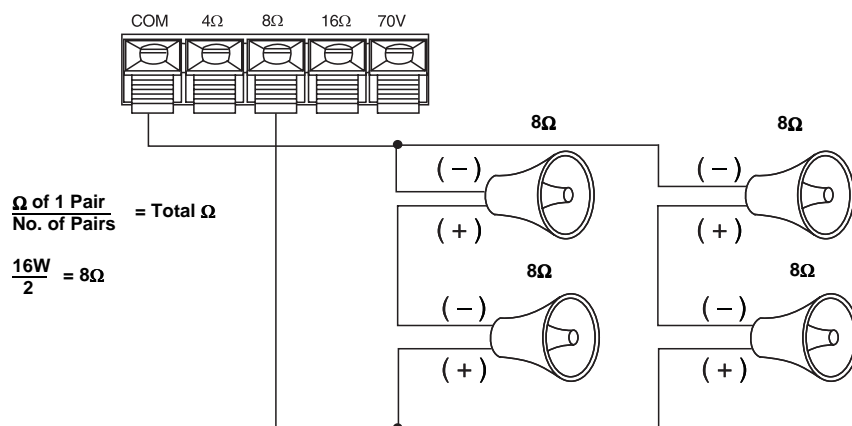 COM 4Ω 8Ω 16Ω 70V
8Ω 8Ω
(−) (−)
Ω of 1 Pair
No. of Pairs = Total Ω
(+) (+)
16W
2 = 8Ω
8Ω 8Ω
(−) (−)
(+) (+)